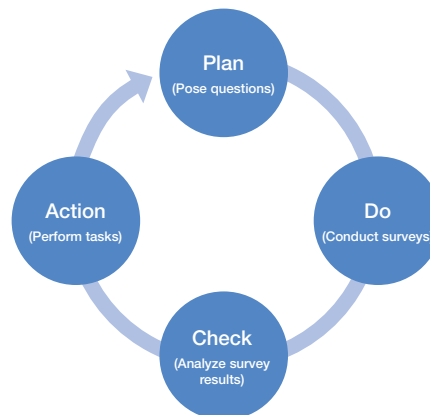 Plan
(Pose questions)
Do
(Conduct surveys)
Check
(Analyze survey
results)
Action
(Perform tasks)